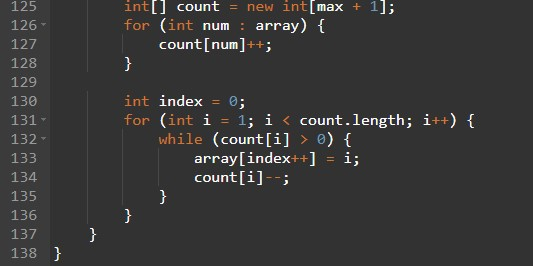 125 int[] count = new int[max + 1];
126 for (int num : array) {
127 count[num]++;
128 }
129
130 int index = 0;
131 for (int i = 1; i < count.length; i++) {
132 while (count[i] > 0) {
133 array[index++] = i;
134 count[i]--;
135 }
136 }
137 }
138 }